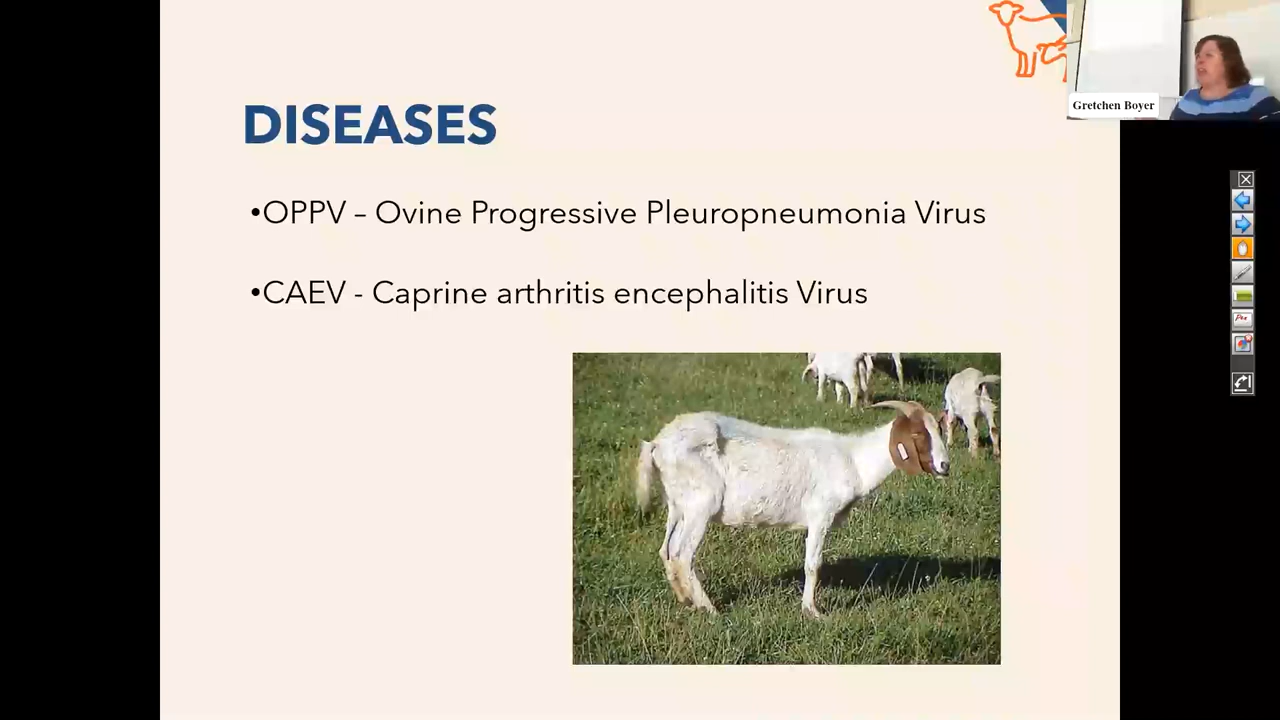 Gretchen Boyer
DISEASES
•OPPV – Ovine Progressive Pleuropneumonia Virus
•CAEV - Caprine arthritis encephalitis Virus